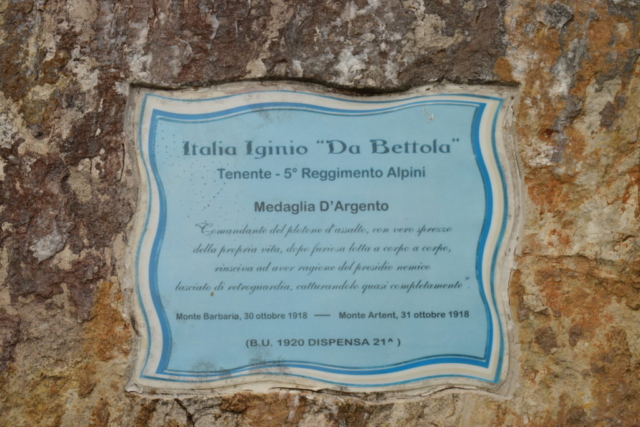 Italia Iginio "Da Bettola"
Tenente - 5° Reggimento Alpini
Medaglia D'Argento
"Comandante del plotone d'assalto, con vero sprezzo
della propria vita, dopo furiosa lotta a corpo a corpo,
riusciva ad aver ragione del presidio nemico
lasciato di retroguardia, catturandolo quasi completamente"
Monte Barbaria, 30 ottobre 1918 — Monte Artent, 31 ottobre 1918
(B.U. 1920 DISPENSA 21^ )